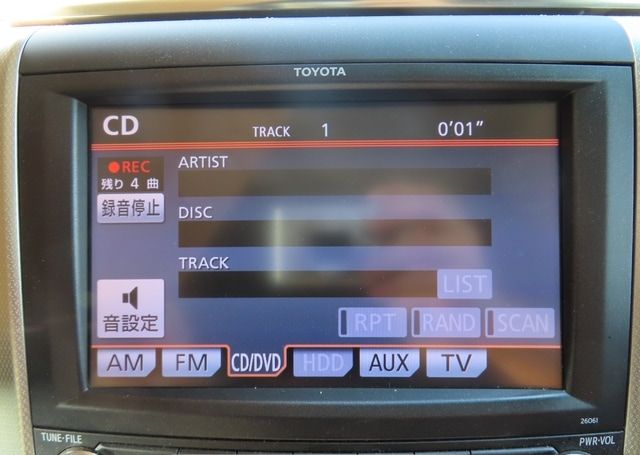 TOYOTA
CD TRACK 1 0'01"
●REC
残り 4 曲
録音停止
ARTIST
DISC
TRACK
LIST
音設定
RPT RAND SCAN
AM FM CD/DVD HDD AUX TV
26061
TUNE·FILE PWR·VOL